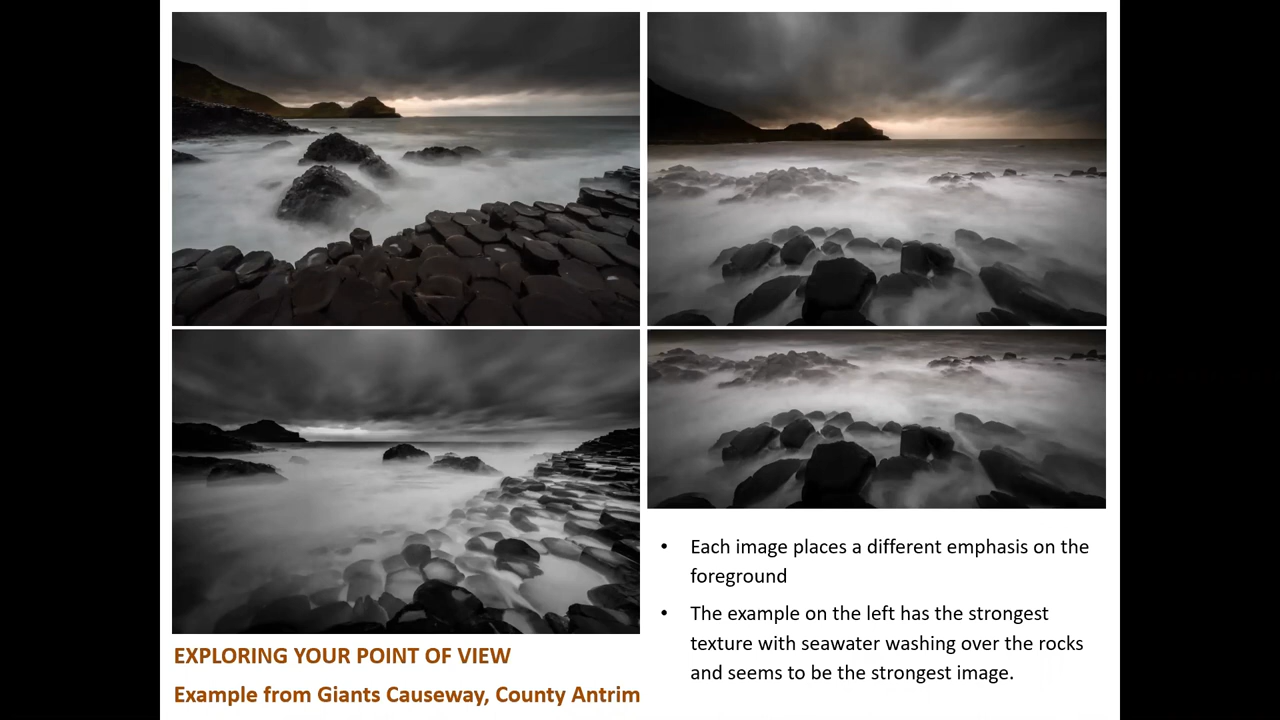 • Each image places a different emphasis on the
foreground
• The example on the left has the strongest
texture with seawater washing over the rocks
and seems to be the strongest image.
EXPLORING YOUR POINT OF VIEW
Example from Giants Causeway, County Antrim